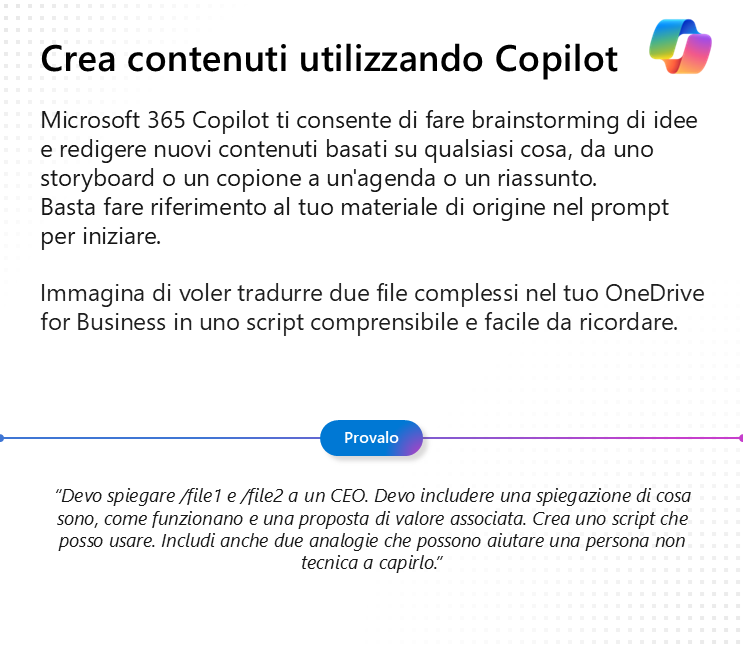 Crea contenuti utilizzando Copilot
Microsoft 365 Copilot ti consente di fare brainstorming di idee
e redigere nuovi contenuti basati su qualsiasi cosa, da uno
storyboard o un copione a un'agenda o un riassunto.
Basta fare riferimento al tuo materiale di origine nel prompt
per iniziare.
Immagina di voler tradurre due file complessi nel tuo OneDrive
for Business in uno script comprensibile e facile da ricordare.
Provalo
“Devo spiegare /file1 e /file2 a un CEO. Devo includere una spiegazione di cosa
sono, come funzionano e una proposta di valore associata. Crea uno script che
posso usare. Includi anche due analogie che possono aiutare una persona non
tecnica a capirlo.”